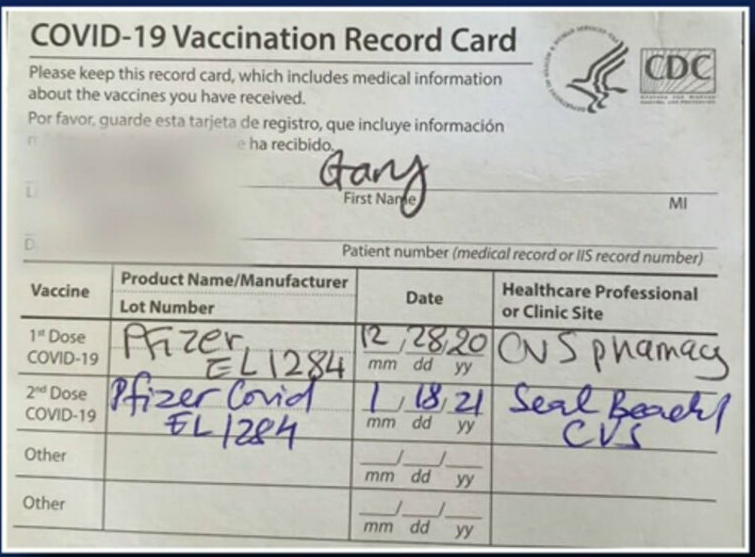 COVID-19 Vaccination Record Card
Please keep this record card, which includes medical information
about the vaccines you have received.
Por favor, guarde esta tarjeta de registro, que incluye información
e ha recibido.
CDC
Gary
First Name
MI
Patient number (medical record or IIS record number)
Vaccine
Product Name/Manufacturer
Lot Number
Date
Healthcare Professional
or Clinic Site
1st Dose
COVID-19
Pfizer
EL1284
12/28/20
mm dd yy
CVS phamacy
2nd Dose
COVID-19
Pfizer Covid
EL1284
1/18/21
mm dd yy
Seal Beach
CVS
Other
mm dd yy
Other
mm dd yy